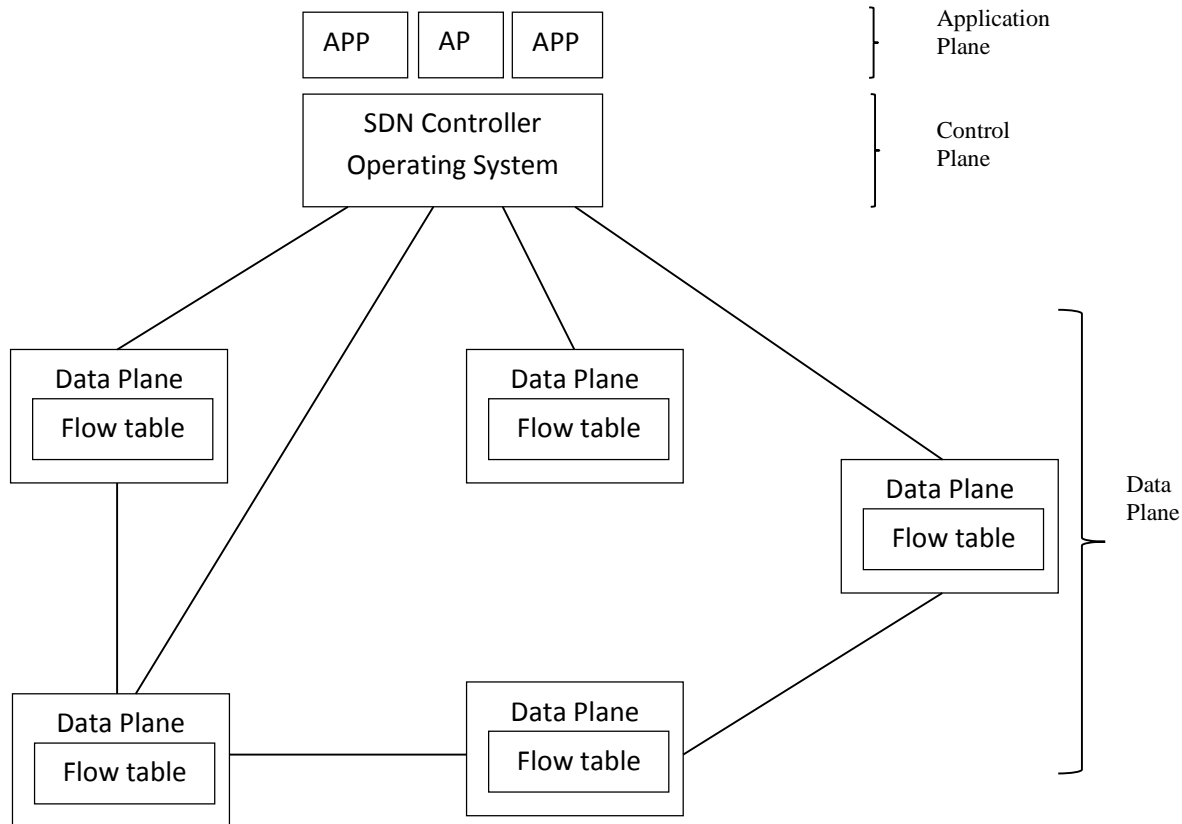 APP AP APP
Application
Plane
SDN Controller
Operating System
Control
Plane
Data Plane
Flow table
Data Plane
Flow table
Data Plane
Flow table
Data
Plane
Data Plane
Flow table
Data Plane
Flow table